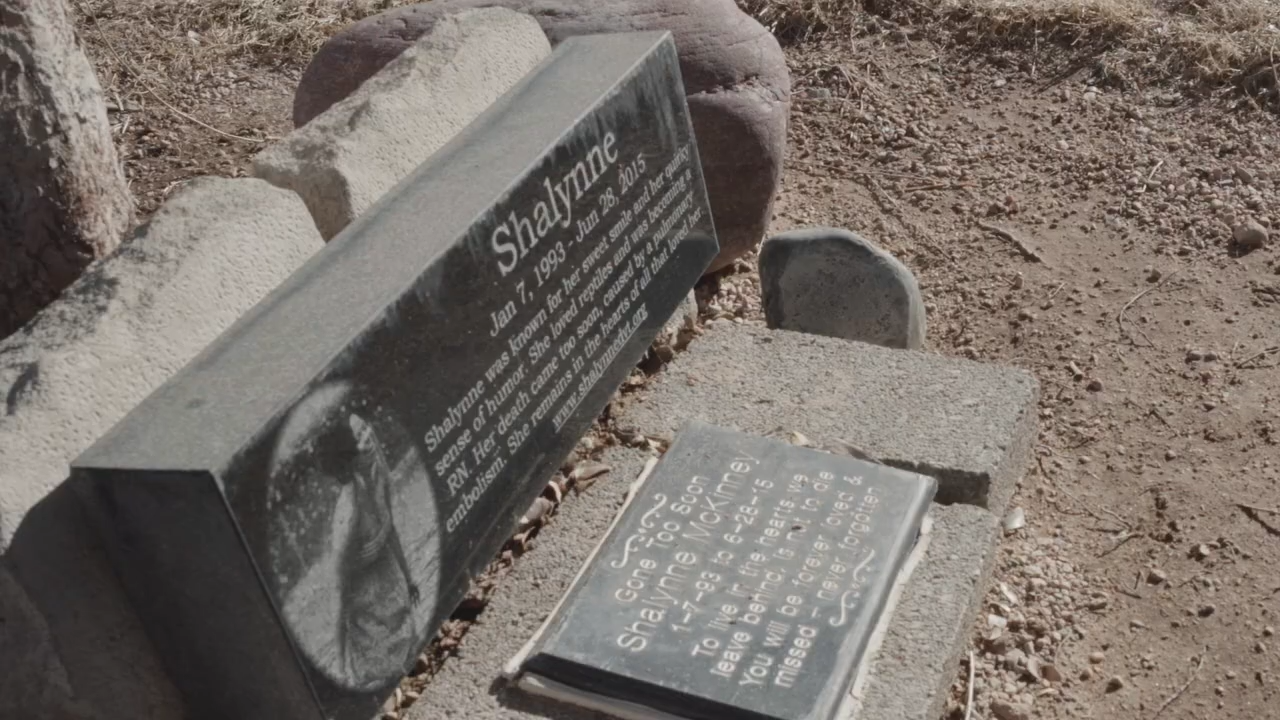 Shalynne
Jan 7, 1993 - Jun 28, 2015
Shalynne was known for her sweet smile and her quirky
sense of humor. She loved reptiles and was becoming a
RN. Her death came too soon, caused by a pulminary
embolism. She remains in the hearts of all that loved her
www.shalynnefnt.org
Gone Too Soon
Shalynne McKinney
1-7-93 to 6-28-15
To live in the hearts we
leave behind, is not to die
You will be forever loved &
missed - never forgotten